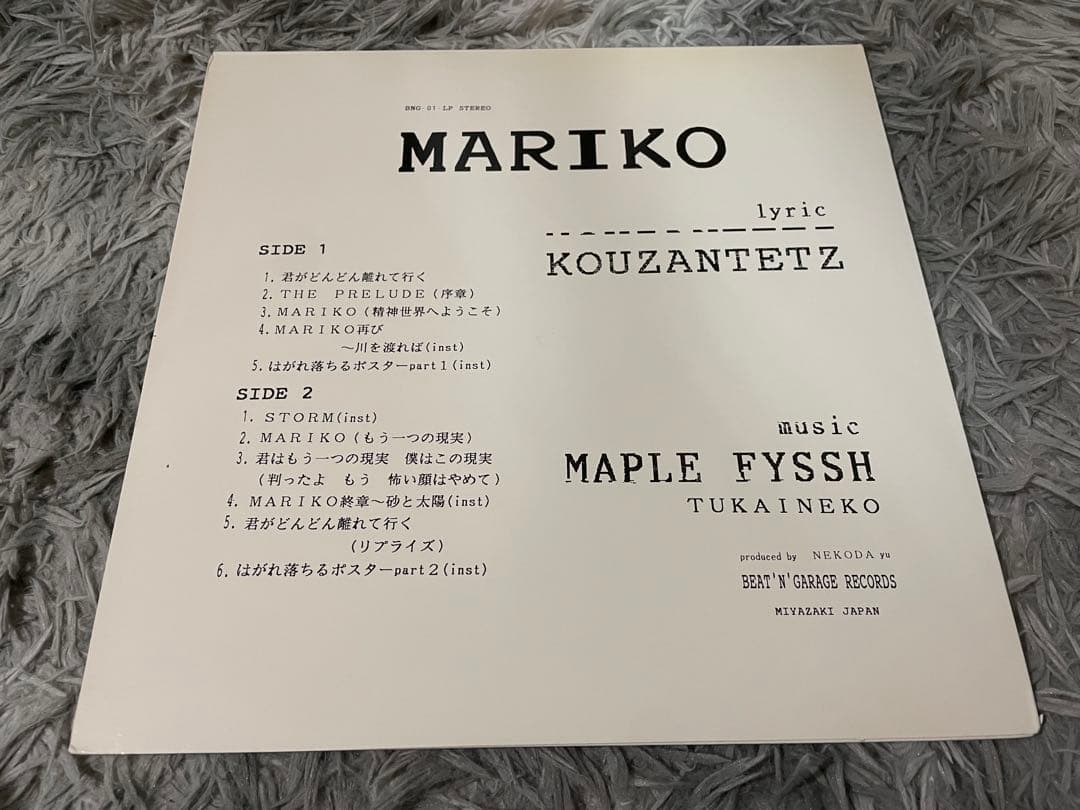 BNG-01-LP STEREO
MARIKO
lyric
KOUZANTETZ
SIDE 1
1. 君がどんどん離れて行く
2. THE PRELUDE(序章)
3. MARIKO(精神世界へようこそ)
4. MARIKO再び
～川を渡れば(inst)
5. はがれ落ちるポスターpart1(inst)
SIDE 2
1. STORM(inst)
2. MARIKO(もう一つの現実)
3. 君はもう一つの現実 僕はこの現実
(判ったよ もう 怖い顔はやめて)
4. MARIKO終章～砂と太陽(inst)
5. 君がどんどん離れて行く
(リプライズ)
6. はがれ落ちるポスターpart2(inst)
music
MAPLE FYSSH
TUKAINEKO
produced by NEKODA yu
BEAT'N'GARAGE RECORDS
MIYAZAKI JAPAN